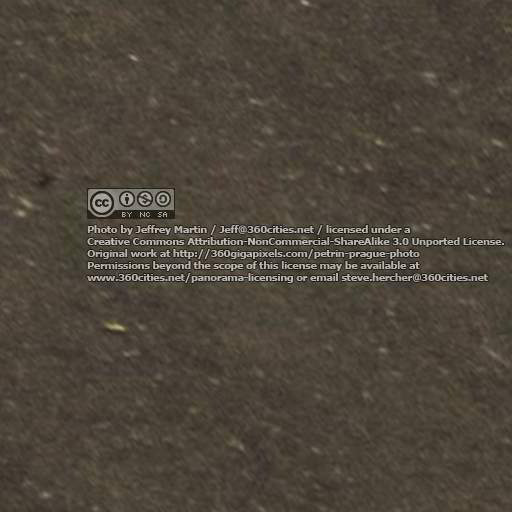 cc
BY NC SA
Photo by Jeffrey Martin / Jeff@360cities.net / licensed under a
Creative Commons Attribution-NonCommercial-ShareAlike 3.0 Unported License.
Original work at http://360gigapixels.com/petrin-prague-photo
Permissions beyond the scope of this license may be available at
www.360cities.net/panorama-licensing or email steve.hercher@360cities.net